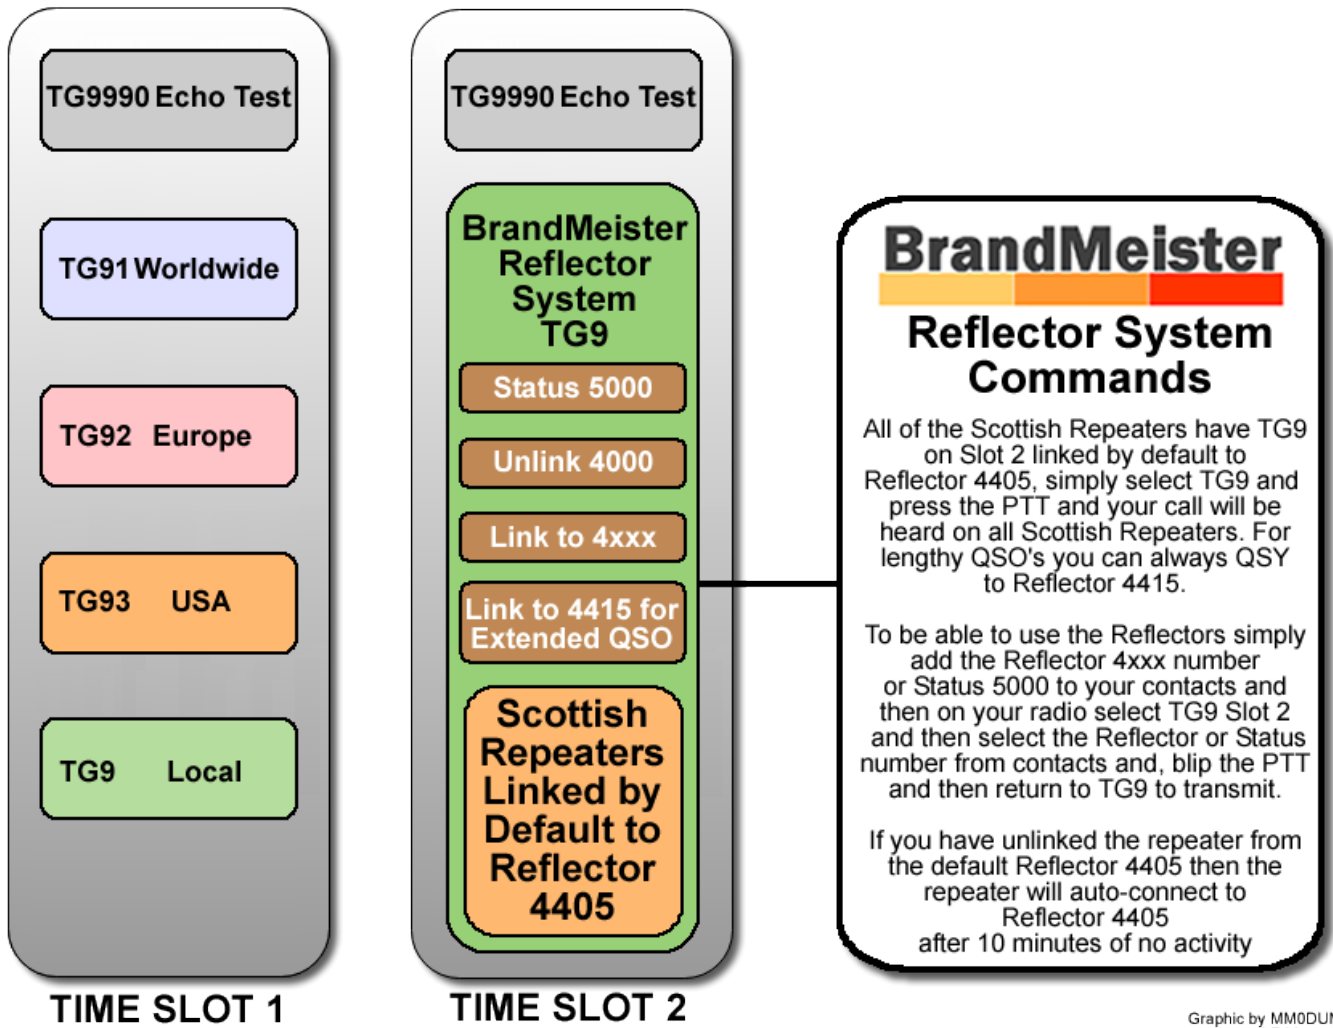 TG9990 Echo Test
TG91 Worldwide
TG92 Europe
TG93 USA
TG9 Local
TIME SLOT 1
TG9990 Echo Test
BrandMeister
Reflector
System
TG9
Status 5000
Unlink 4000
Link to 4xxx
Link to 4415 for
Extended QSO
Scottish
Repeaters
Linked by
Default to
Reflector
4405
TIME SLOT 2
BrandMeister
Reflector System
Commands
All of the Scottish Repeaters have TG9
on Slot 2 linked by default to
Reflector 4405, simply select TG9 and
press the PTT and your call will be
heard on all Scottish Repeaters. For
lengthy QSO's you can always QSY
to Reflector 4415.
To be able to use the Reflectors simply
add the Reflector 4xxx number
or Status 5000 to your contacts and
then on your radio select TG9 Slot 2
and then select the Reflector or Status
number from contacts and, blip the PTT
and then return to TG9 to transmit.
If you have unlinked the repeater from
the default Reflector 4405 then the
repeater will auto-connect to
Reflector 4405
after 10 minutes of no activity
Graphic by